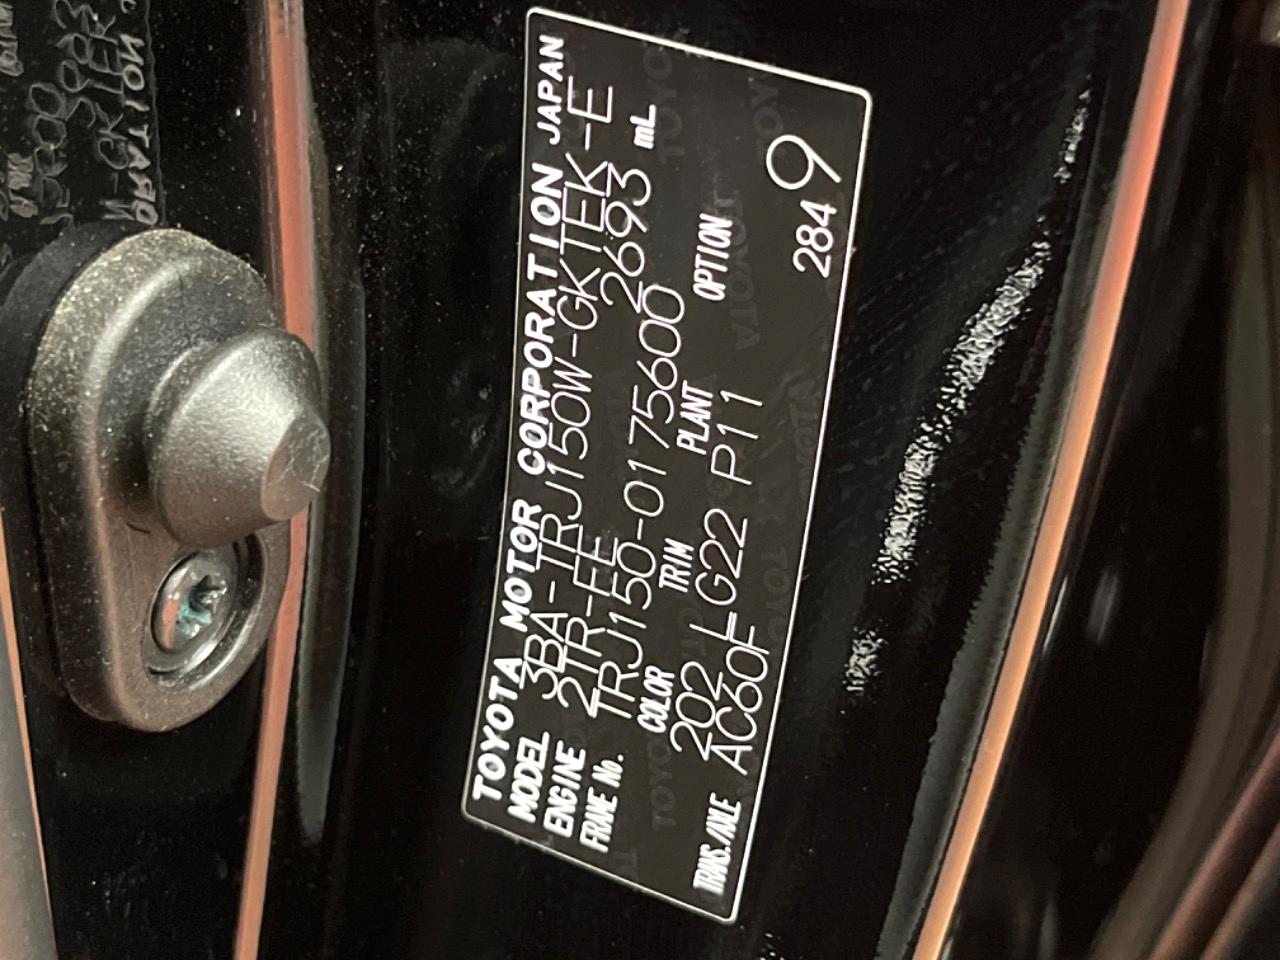 TOYOTA MOTOR CORPORATION JAPAN
MODEL 3BA-TRJ150W-GKTEK-E
ENGINE 2TR-FE 2693 mL
FRAME No. TRJ150-0175600
COLOR TRIM PLANT OPTION
202 LG22 P11
TRANS./AXLE AC60F
284 9